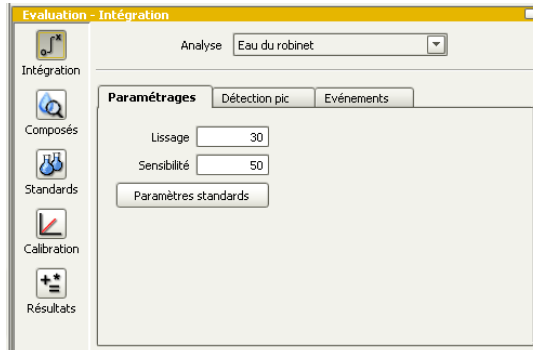 Evaluation - Intégration
Analyse Eau du robinet
Intégration
Paramétrages Détection pic Evénements
Composés
Lissage 30
Sensibilité 50
Standards
Paramètres standards
Calibration
Résultats